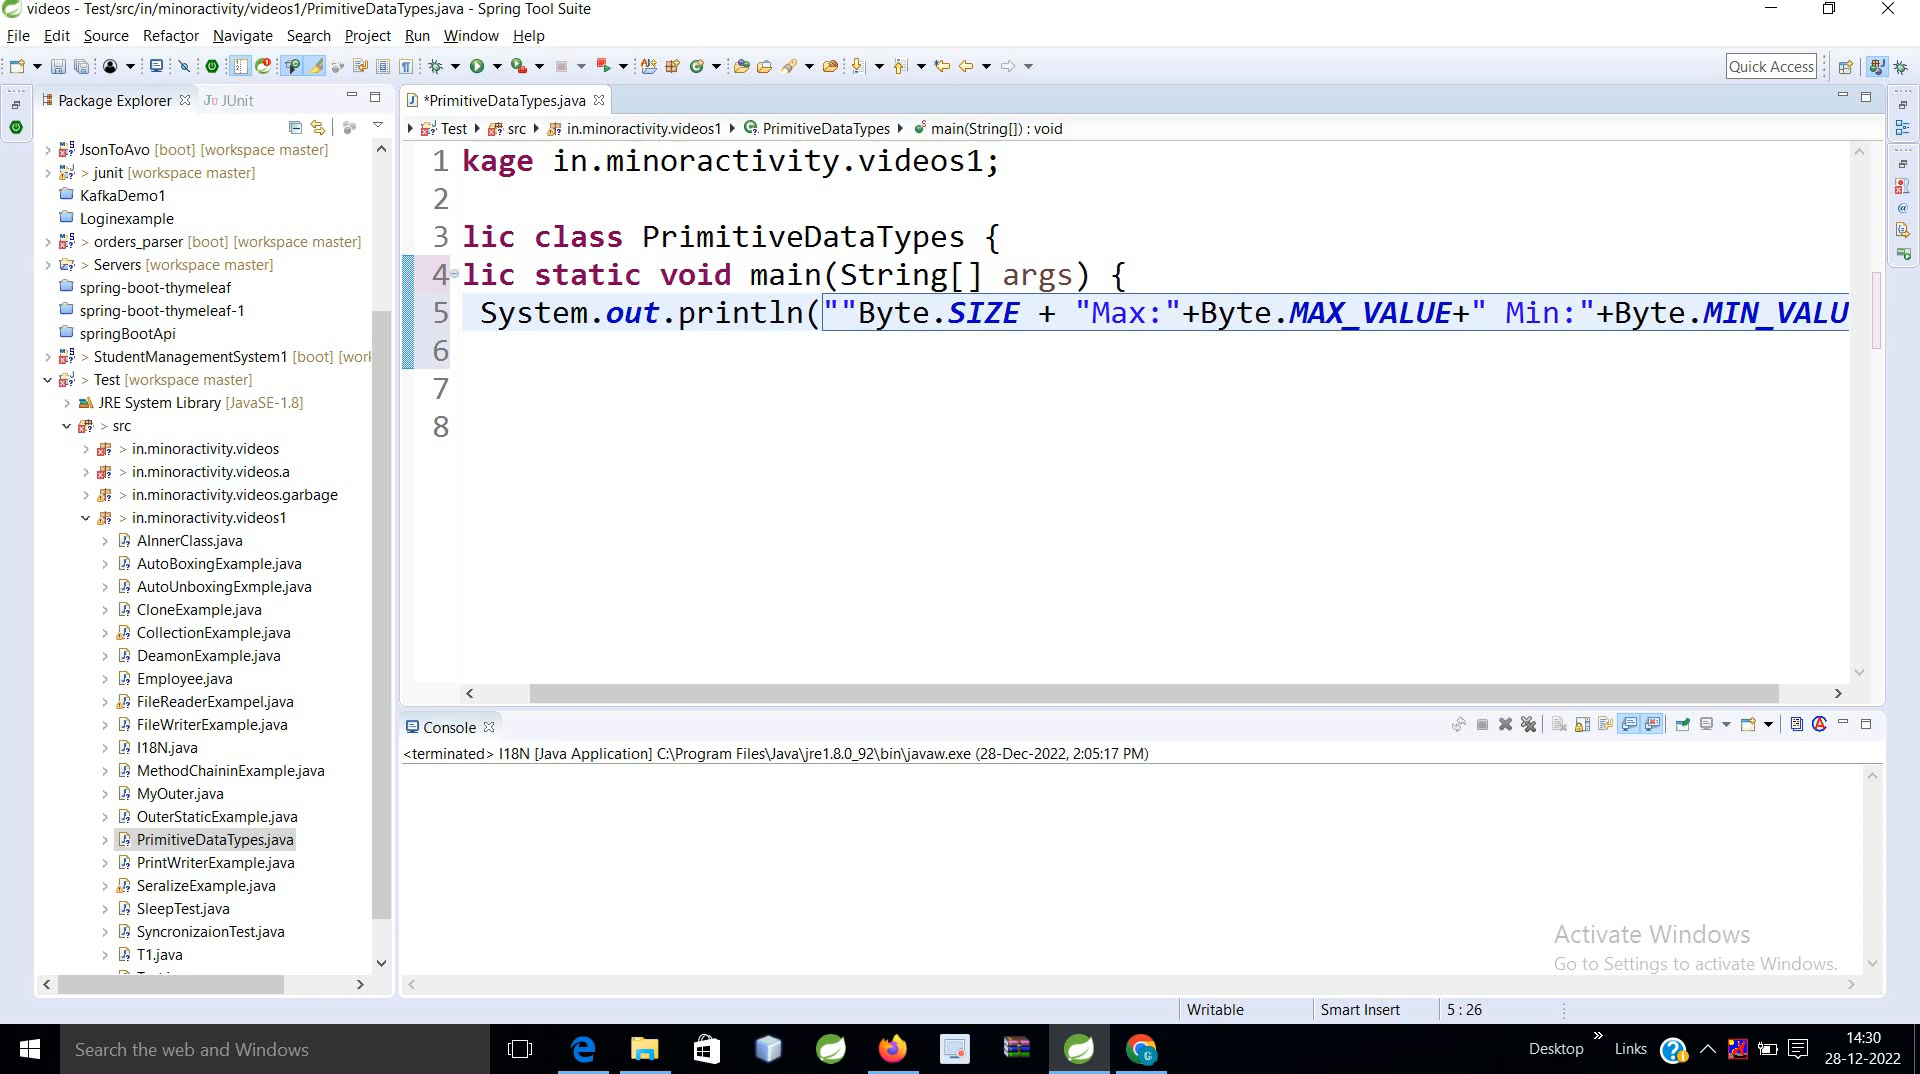 videos - Test/src/in/minoractivity/videos1/PrimitiveDataTypes.java - Spring Tool Suite
File Edit Source Refactor Navigate Search Project Run Window Help
Quick Access
Package Explorer JUnit
JsonToAvo [boot] [workspace master]
> junit [workspace master]
KafkaDemo1
Loginexample
> orders_parser [boot] [workspace master]
> Servers [workspace master]
spring-boot-thymeleaf
spring-boot-thymeleaf-1
springBootApi
> StudentManagementSystem1 [boot] [worl
> Test [workspace master]
JRE System Library [JavaSE-1.8]
> src
> in.minoractivity.videos
> in.minoractivity.videos.a
> in.minoractivity.videos.garbage
> in.minoractivity.videos1
AInnerClass.java
AutoBoxingExample.java
AutoUnboxingExmple.java
CloneExample.java
CollectionExample.java
DeamonExample.java
Employee.java
FileReaderExampel.java
FileWriterExample.java
I18N.java
MethodChaininExample.java
MyOuter.java
OuterStaticExample.java
PrimitiveDataTypes.java
PrintWriterExample.java
SeralizeExample.java
SleepTest.java
SyncronizaionTest.java
T1.java
*PrimitiveDataTypes.java
Test src in.minoractivity.videos1 PrimitiveDataTypes main(String[]) : void
1 kage in.minoractivity.videos1;
2
3 lic class PrimitiveDataTypes {
4 lic static void main(String[] args) {
5 System.out.println(""Byte.SIZE + "Max:"+Byte.MAX_VALUE+" Min:"+Byte.MIN_VALU
6
7
8
Console
<terminated> I18N [Java Application] C:\Program Files\Java\jre1.8.0_92\bin\javaw.exe (28-Dec-2022, 2:05:17 PM)
Activate Windows
Go to Settings to activate Windows.
Writable Smart Insert 5 : 26
Search the web and Windows
Desktop Links
14:30
28-12-2022